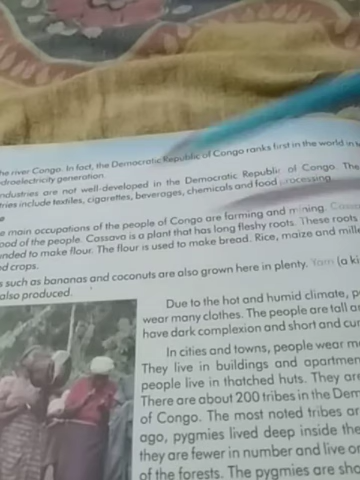 he river Congo. In fact, the Democratic Republic of Congo ranks first in the world in
droelectricity generation.
ndustries are not well-developed in the Democratic Republic of Congo. The
tries include textiles, cigarettes, beverages, chemicals and food processing.
e
e main occupations of the people of Congo are farming and mining. Cassava
ood of the people. Cassava is a plant that has long fleshy roots. These roots
unded to make flour. The flour is used to make bread. Rice, maize and mille
d crops.
s such as bananas and coconuts are also grown here in plenty. Yam (a ki
also produced.
Due to the hot and humid climate, p
wear many clothes. The people are tall a
have dark complexion and short and cu
In cities and towns, people wear m
They live in buildings and apartmen
people live in thatched huts. They are
There are about 200 tribes in the Dem
of Congo. The most noted tribes ar
ago, pygmies lived deep inside the
they are fewer in number and live o
of the forests. The pygmies are sho